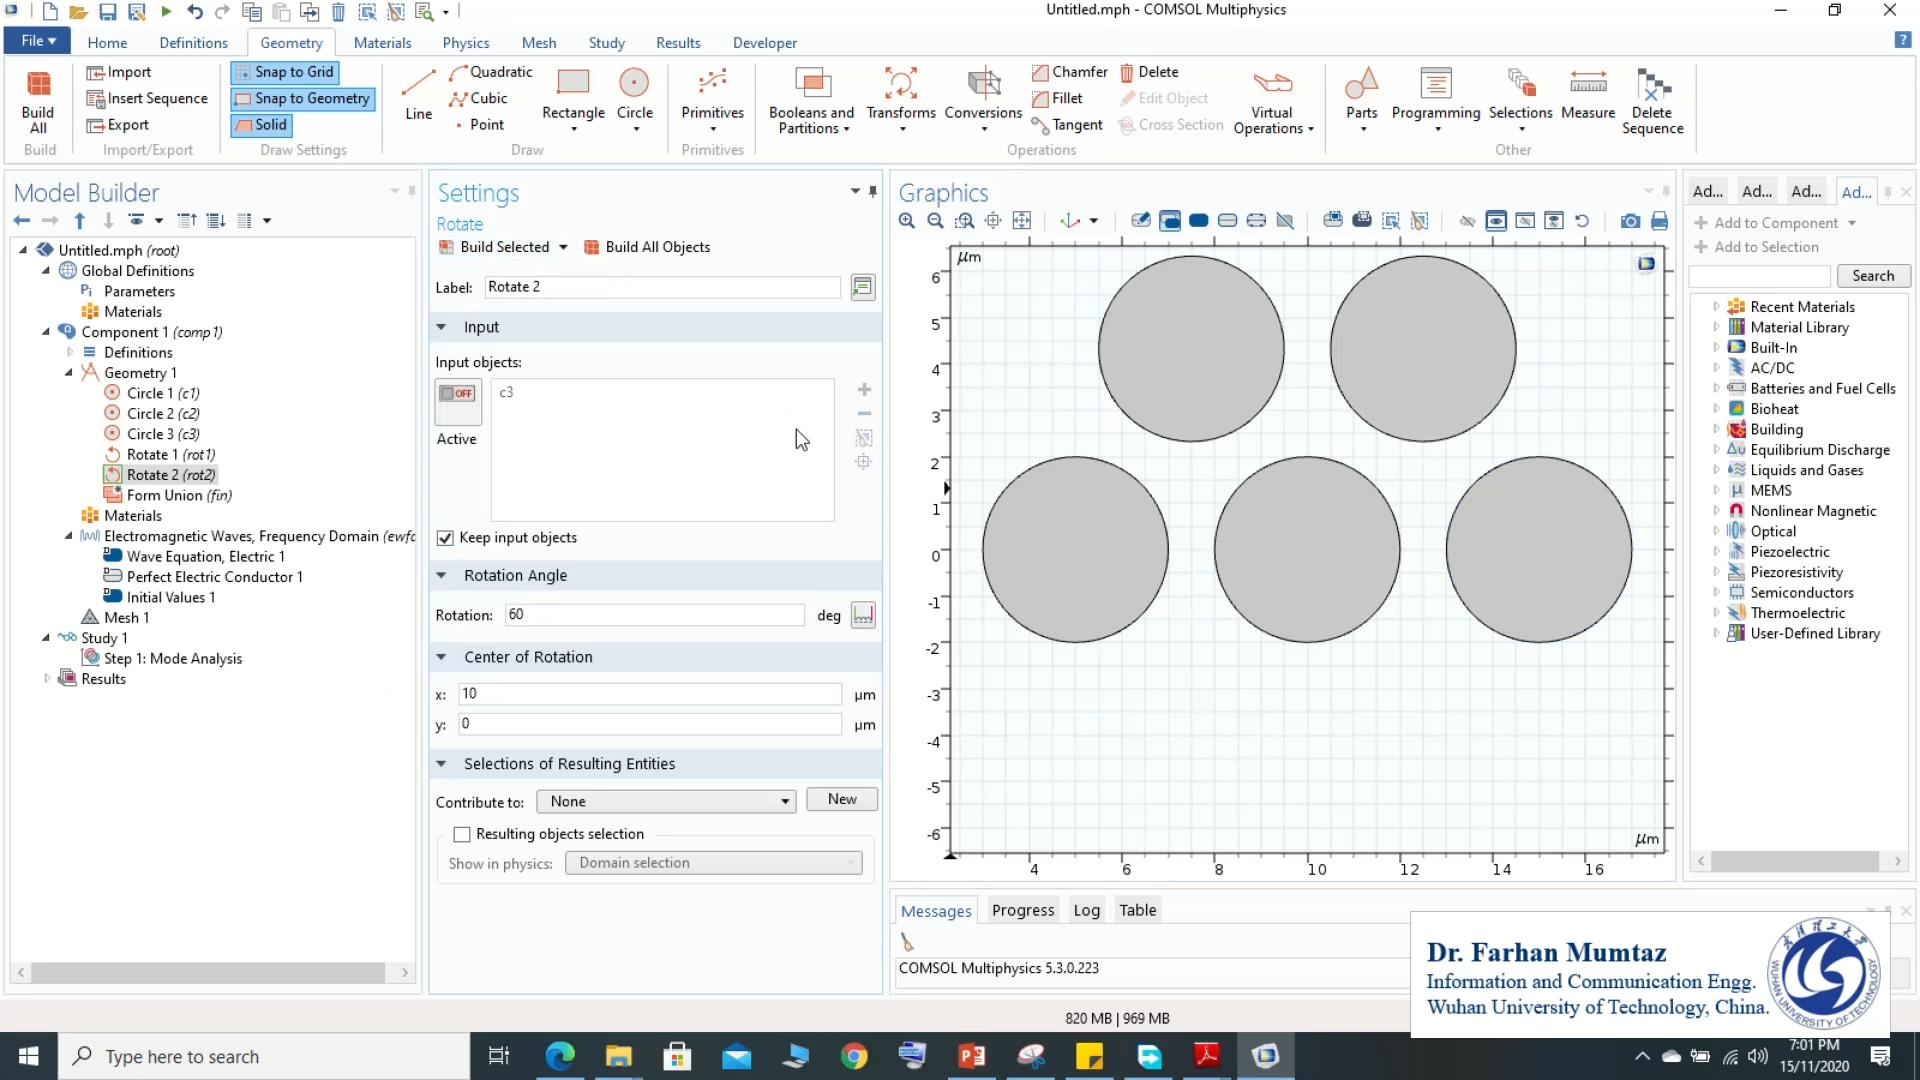 Untitled.mph - COMSOL Multiphysics
File Home Definitions Geometry Materials Physics Mesh Study Results Developer
Build All
Build
Import
Insert Sequence
Export
Import/Export
Snap to Grid
Snap to Geometry
Solid
Draw Settings
Line
Quadratic
Cubic
Point
Rectangle
Circle
Draw
Primitives
Primitives
Booleans and Partitions
Transforms
Conversions
Chamfer
Fillet
Tangent
Delete
Edit Object
Cross Section
Virtual Operations
Operations
Parts
Programming
Selections
Measure
Delete Sequence
Other
Model Builder
Untitled.mph (root)
Global Definitions
Pi Parameters
Materials
Component 1 (comp1)
Definitions
Geometry 1
Circle 1 (c1)
Circle 2 (c2)
Circle 3 (c3)
Rotate 1 (rot1)
Rotate 2 (rot2)
Form Union (fin)
Materials
Electromagnetic Waves, Frequency Domain (ewfc
Wave Equation, Electric 1
Perfect Electric Conductor 1
Initial Values 1
Mesh 1
Study 1
Step 1: Mode Analysis
Results
Settings
Rotate
Build Selected
Build All Objects
Label: Rotate 2
Input
Input objects:
OFF
c3
Active
Keep input objects
Rotation Angle
Rotation: 60 deg
Center of Rotation
x: 10 μm
y: 0 μm
Selections of Resulting Entities
Contribute to: None New
Resulting objects selection
Show in physics: Domain selection
Graphics
μm
6
5
4
3
2
1
0
-1
-2
-3
-4
-5
-6
μm
4 6 8 10 12 14 16
Messages Progress Log Table
COMSOL Multiphysics 5.3.0.223
820 MB | 969 MB
Ad... Ad... Ad... Ad...
Add to Component
Add to Selection
Search
Recent Materials
Material Library
Built-In
AC/DC
Batteries and Fuel Cells
Bioheat
Building
Equilibrium Discharge
Liquids and Gases
MEMS
Nonlinear Magnetic
Optical
Piezoelectric
Piezoresistivity
Semiconductors
Thermoelectric
User-Defined Library
Dr. Farhan Mumtaz
Information and Communication Engg.
Wuhan University of Technology, China.
WUHAN UNIVERSITY OF TECHNOLOGY
Type here to search
7:01 PM
15/11/2020